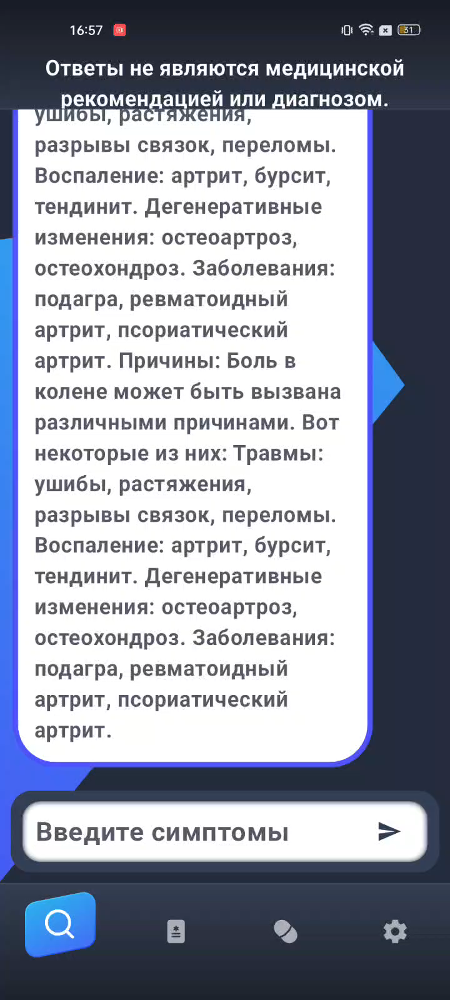 16:57
31
Ответы не являются медицинской
рекомендацией или диагнозом.
ушибы, растяжения,
разрывы связок, переломы.
Воспаление: артрит, бурсит,
тендинит. Дегенеративные
изменения: остеоартроз,
остеохондроз. Заболевания:
подагра, ревматоидный
артрит, псориатический
артрит. Причины: Боль в
колене может быть вызвана
различными причинами. Вот
некоторые из них: Травмы:
ушибы, растяжения,
разрывы связок, переломы.
Воспаление: артрит, бурсит,
тендинит. Дегенеративные
изменения: остеоартроз,
остеохондроз. Заболевания:
подагра, ревматоидный
артрит, псориатический
артрит.
Введите симптомы